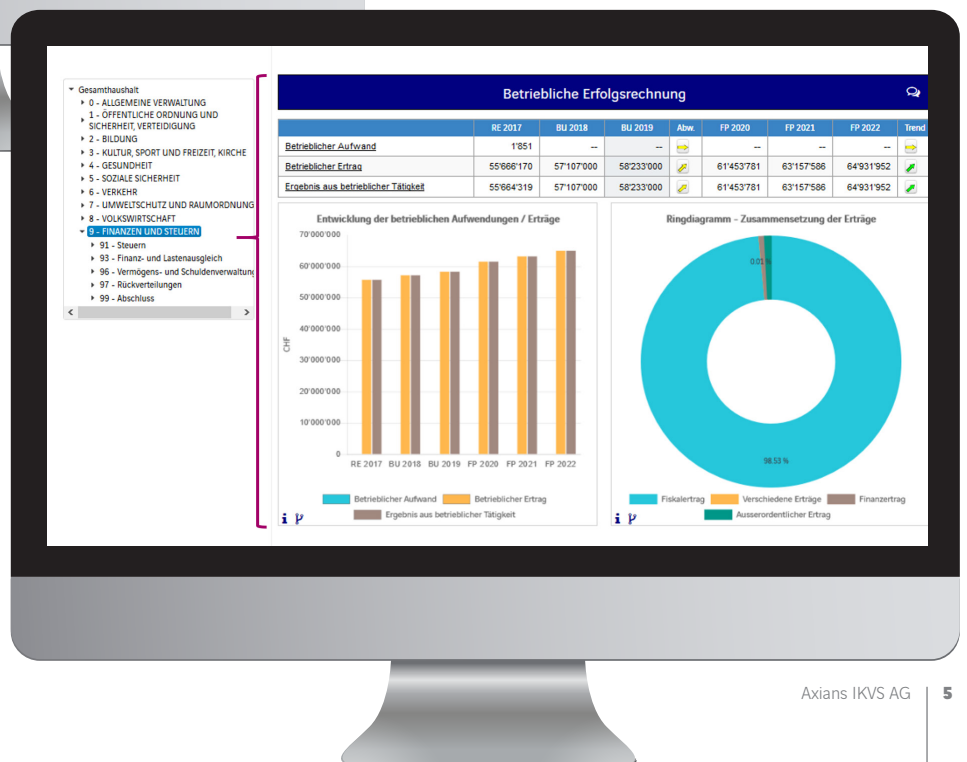 Gesamthaushalt
0 - ALLGEMEINE VERWALTUNG
1 - ÖFFENTLICHE ORDNUNG UND
SICHERHEIT, VERTEIDIGUNG
2 - BILDUNG
3 - KULTUR, SPORT UND FREIZEIT, KIRCHE
4 - GESUNDHEIT
5 - SOZIALE SICHERHEIT
6 - VERKEHR
7 - UMWELTSCHUTZ UND RAUMORDNUNG
8 - VOLKSWIRTSCHAFT
9 - FINANZEN UND STEUERN
91 - Steuern
93 - Finanz- und Lastenausgleich
96 - Vermögens- und Schuldenverwaltung
97 - Rückverteilungen
99 - Abschluss
Betriebliche Erfolgsrechnung
RE 2017 BU 2018 BU 2019 Abw. FP 2020 FP 2021 FP 2022 Trend
Betrieblicher Aufwand 1'851 -- -- -- -- --
Betrieblicher Ertrag 55'666'170 57'107'000 58'233'000 61'453'781 63'157'586 64'931'952
Ergebnis aus betrieblicher Tätigkeit 55'664'319 57'107'000 58'233'000 61'453'781 63'157'586 64'931'952
Entwicklung der betrieblichen Aufwendungen / Erträge
70'000'000
60'000'000
50'000'000
40'000'000
30'000'000
20'000'000
10'000'000
0
CHF
RE 2017 BU 2018 BU 2019 FP 2020 FP 2021 FP 2022
Betrieblicher Aufwand Betrieblicher Ertrag
Ergebnis aus betrieblicher Tätigkeit
Ringdiagramm - Zusammensetzung der Erträge
0.01 %
98.53 %
Fiskalertrag Verschiedene Erträge Finanzertrag
Ausserordentlicher Ertrag
Axians IKVS AG | 5